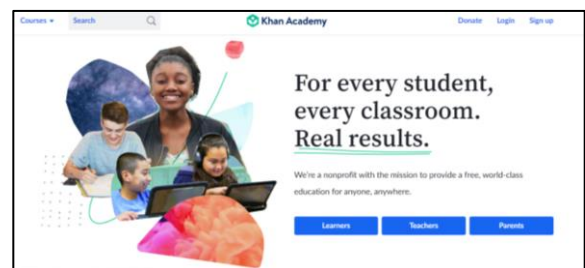 Courses
Search
Khan Academy
Donate
Login
Sign up
For every student,
every classroom.
Real results.
We're a nonprofit with the mission to provide a free, world-class
education for anyone, anywhere.
Learners
Teachers
Parents